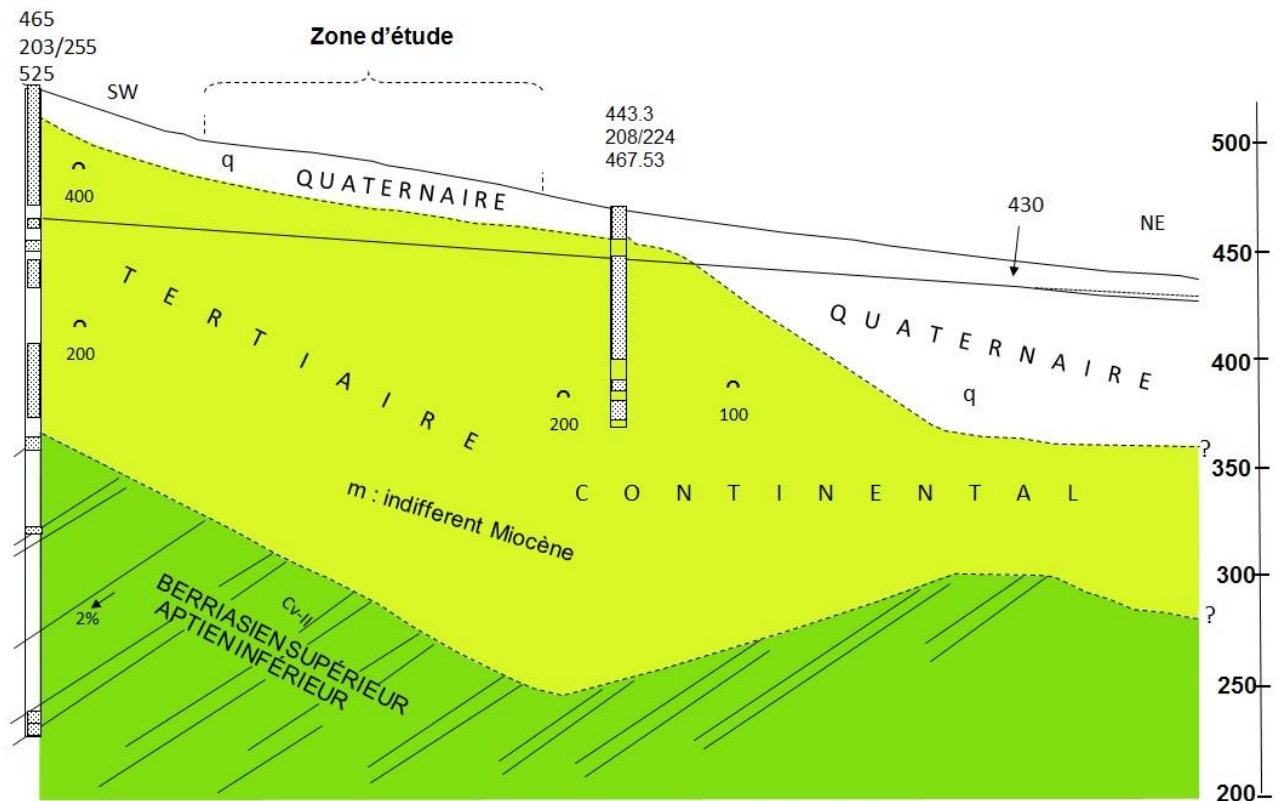 465
203/255
525
SW
Zone d'étude
443.3
208/224
467.53
430
NE
500
450
400
350
300
250
200
q
QUATERNAIRE
400
TERTIAIRE
200
200
100
QUATERNAIRE
q
?
m : indifferent Miocène
CONTINENTAL
?
Cv-II
BERRIASIEN SUPÉRIEUR
APTIEN INFÉRIEUR
2%